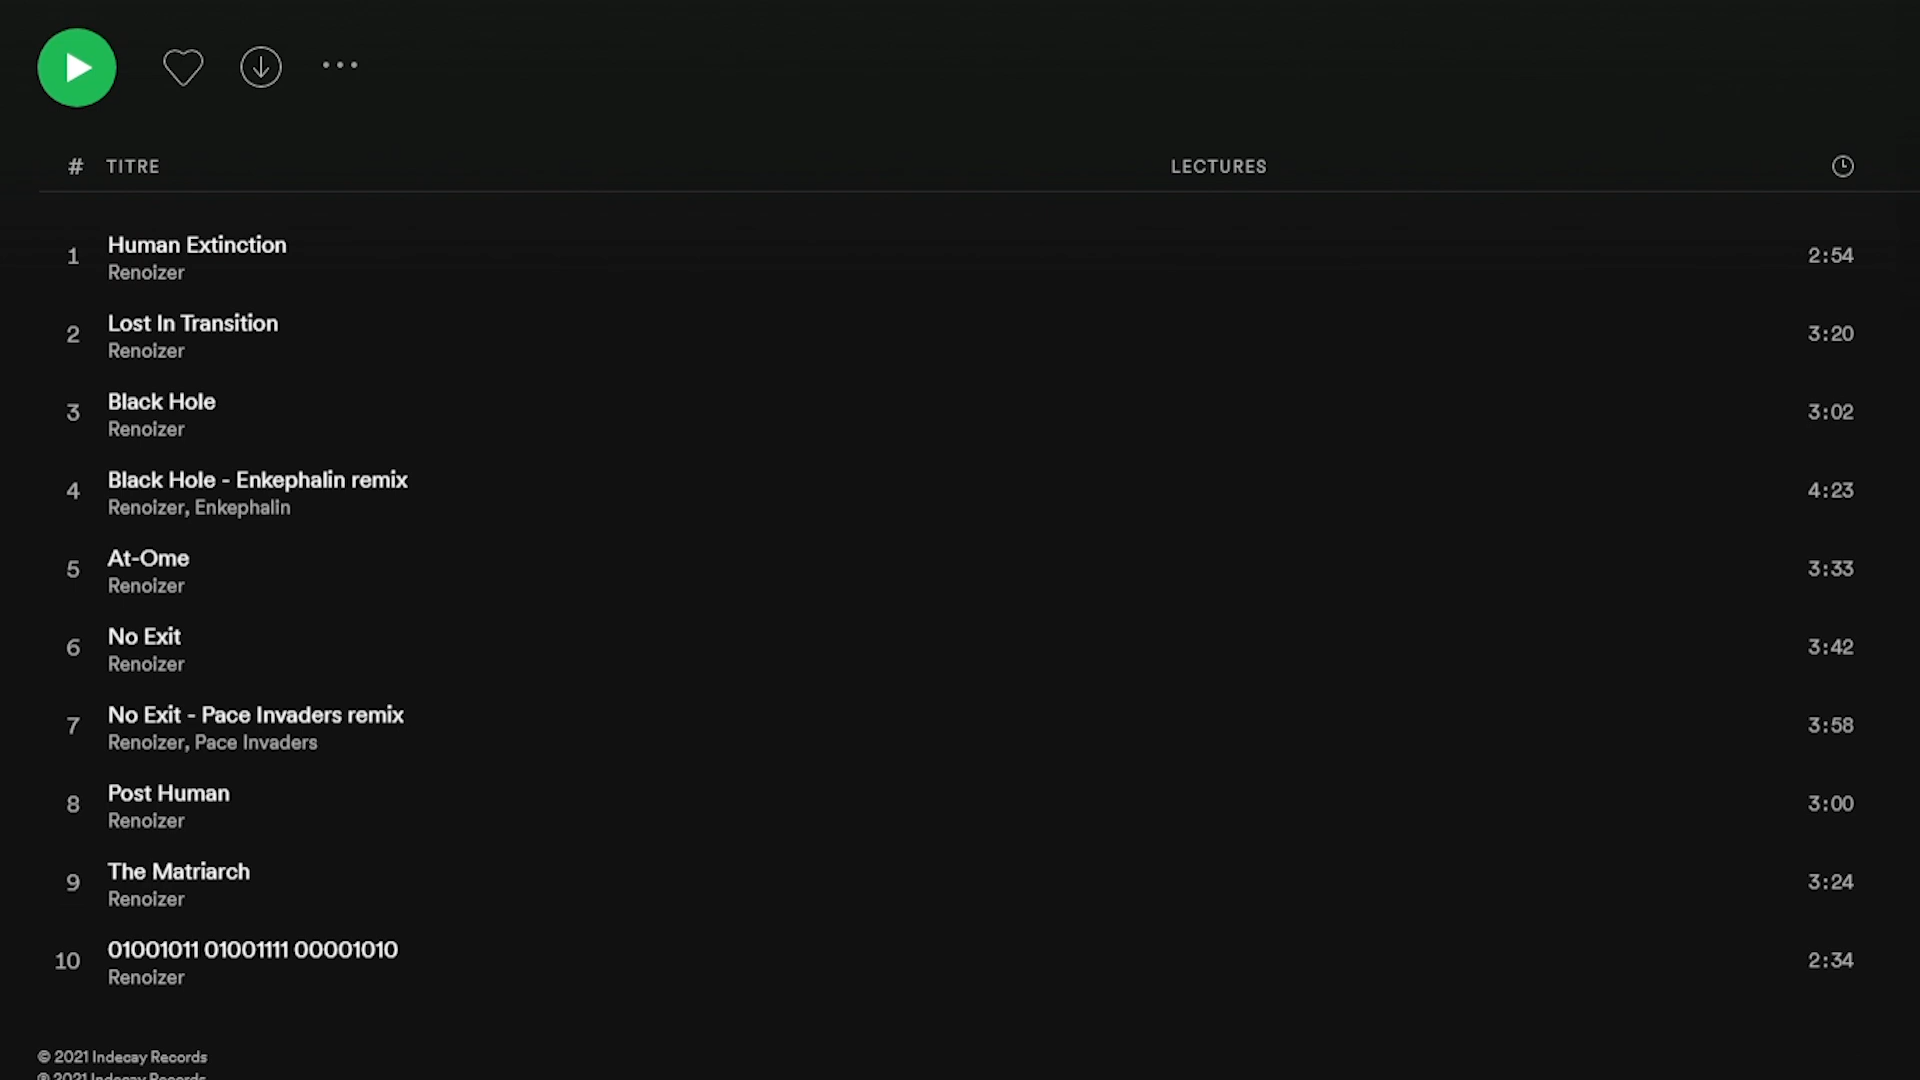 # TITRE LECTURES
1 Human Extinction 2:54
Renoizer
2 Lost In Transition 3:20
Renoizer
3 Black Hole 3:02
Renoizer
4 Black Hole - Enkephalin remix 4:23
Renoizer, Enkephalin
5 At-Ome 3:33
Renoizer
6 No Exit 3:42
Renoizer
7 No Exit - Pace Invaders remix 3:58
Renoizer, Pace Invaders
8 Post Human 3:00
Renoizer
9 The Matriarch 3:24
Renoizer
10 01001011 01001111 00001010 2:34
Renoizer
© 2021 Indecay Records
℗ 2021 Indecay Records